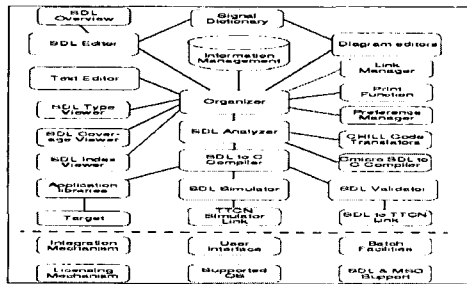 SDL
Overview
Signal
Dictionary
SDL Editor
Information
Management
Diagram editors
Text Editor
Link
Manager
Organizer
Print
Function
SDL Type
Viewer
Preference
Manager
SDL Analyzer
SDL Cover-
age Viewer
CHILL Code
Translators
SDL to C
Compiler
SDL Index
Viewer
Cmicro SDL to
C Compiler
Application
libraries
SDL Simulator
SDL Validator
Target
TTCN
Simulator
Link
SDL to TTCN
Link
Integration
Mechanism
User
Interface
Batch
Facilities
Licensing
Mechanism
Supported
OS
SDL & MSC
Support